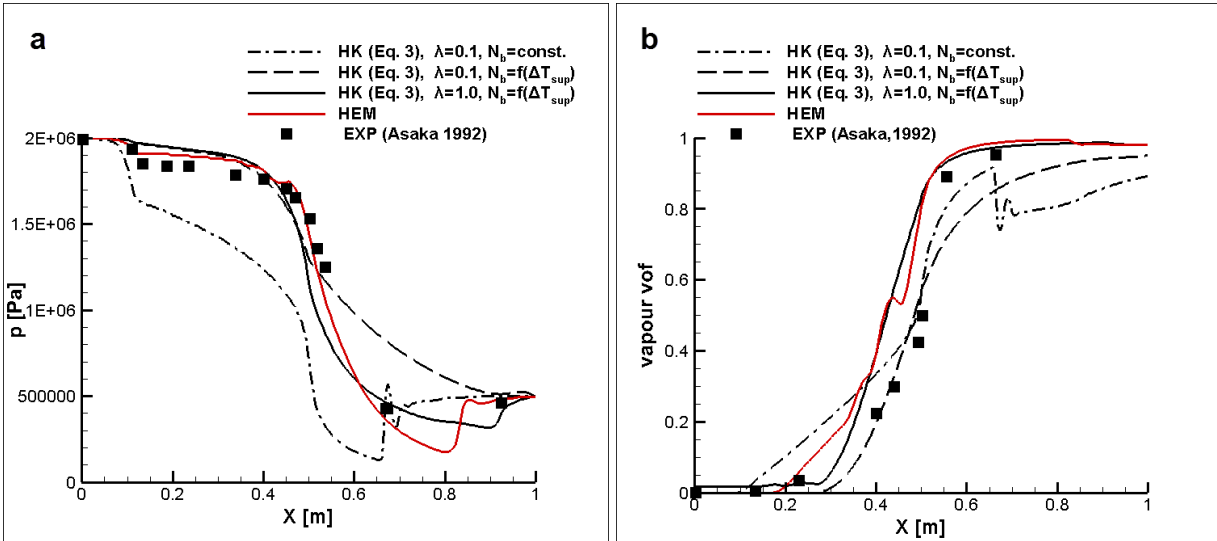 a
HK (Eq. 3), λ=0.1, N_b=const.
HK (Eq. 3), λ=0.1, N_b=f(ΔT_sup)
HK (Eq. 3), λ=1.0, N_b=f(ΔT_sup)
HEM
EXP (Asaka 1992)
2E+06
1.5E+06
1E+06
500000
0
p [Pa]
0 0.2 0.4 0.6 0.8 1
X [m]
b
HK (Eq. 3), λ=0.1, N_b=const.
HK (Eq. 3), λ=0.1, N_b=f(ΔT_sup)
HK (Eq. 3), λ=1.0, N_b=f(ΔT_sup)
HEM
EXP (Asaka,1992)
1
0.8
0.6
0.4
0.2
0
vapour vof
0 0.2 0.4 0.6 0.8 1
X [m]